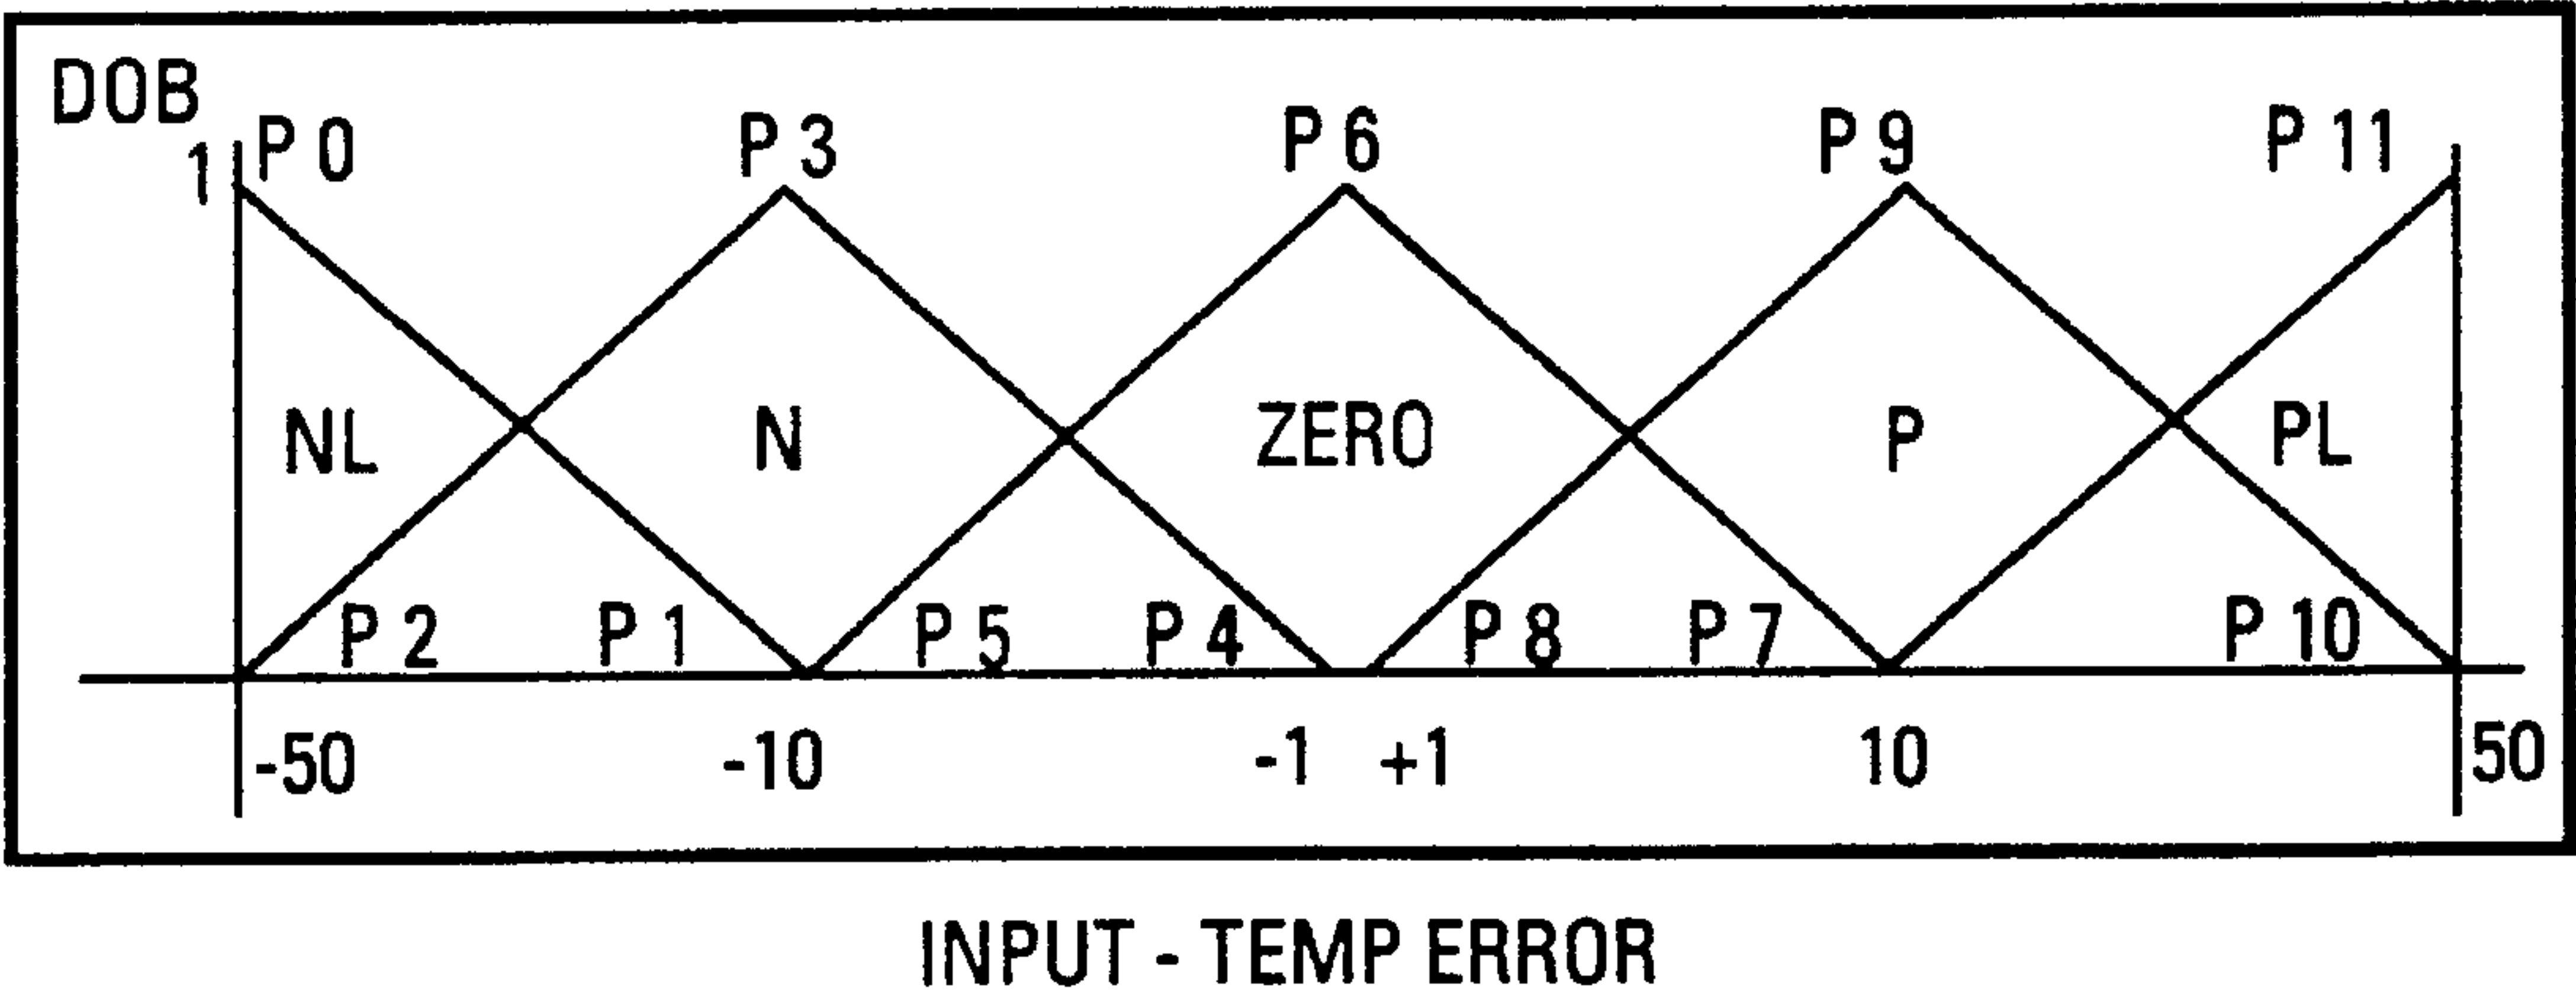 DOB
1 P 0 P 3 P 6 P 9 P 11
NL N ZERO P PL
P 2 P 1 P 5 P 4 P 8 P 7 P 10
-50 -10 -1 +1 10 50
INPUT - TEMP ERROR